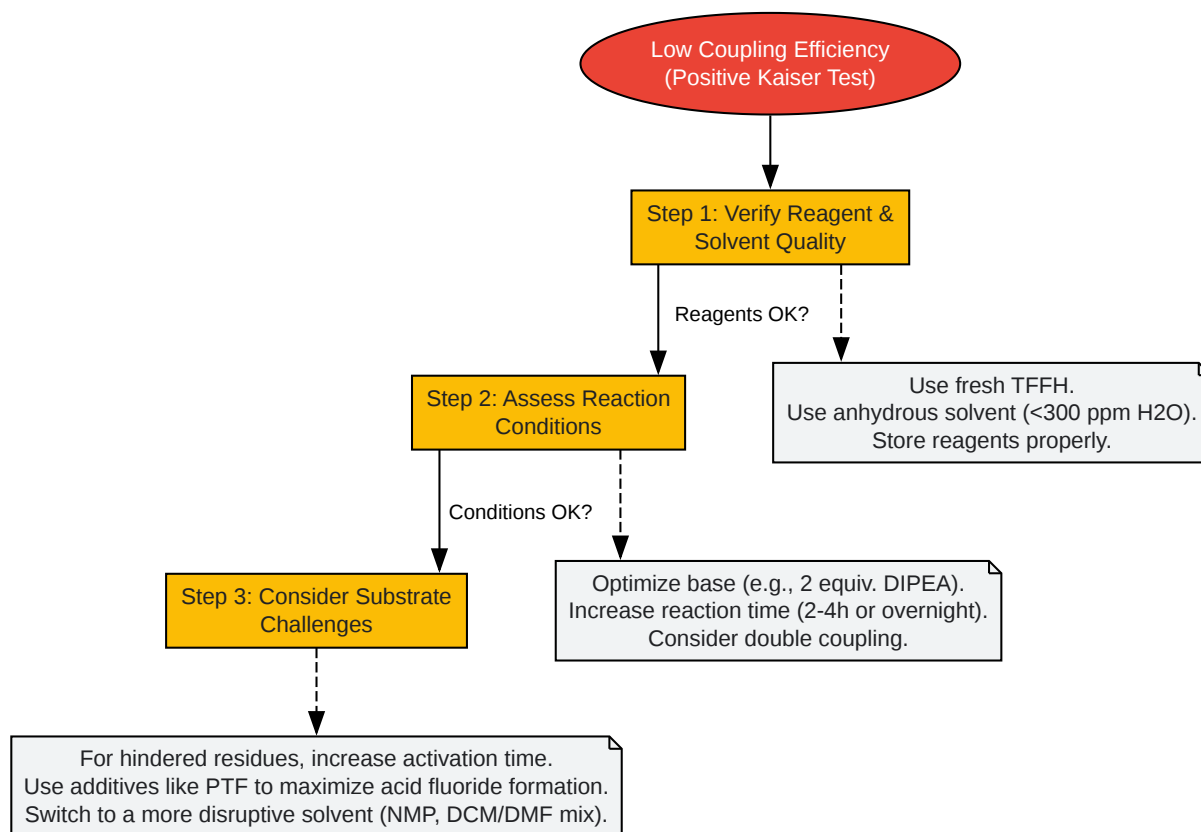 Low Coupling Efficiency
(Positive Kaiser Test)
Step 1: Verify Reagent &
Solvent Quality
Reagents OK?
Use fresh TFFH.
Use anhydrous solvent (<300 ppm H2O).
Store reagents properly.
Step 2: Assess Reaction
Conditions
Conditions OK?
Optimize base (e.g., 2 equiv. DIPEA).
Increase reaction time (2-4h or overnight).
Consider double coupling.
Step 3: Consider Substrate
Challenges
For hindered residues, increase activation time.
Use additives like PTF to maximize acid fluoride formation.
Switch to a more disruptive solvent (NMP, DCM/DMF mix).